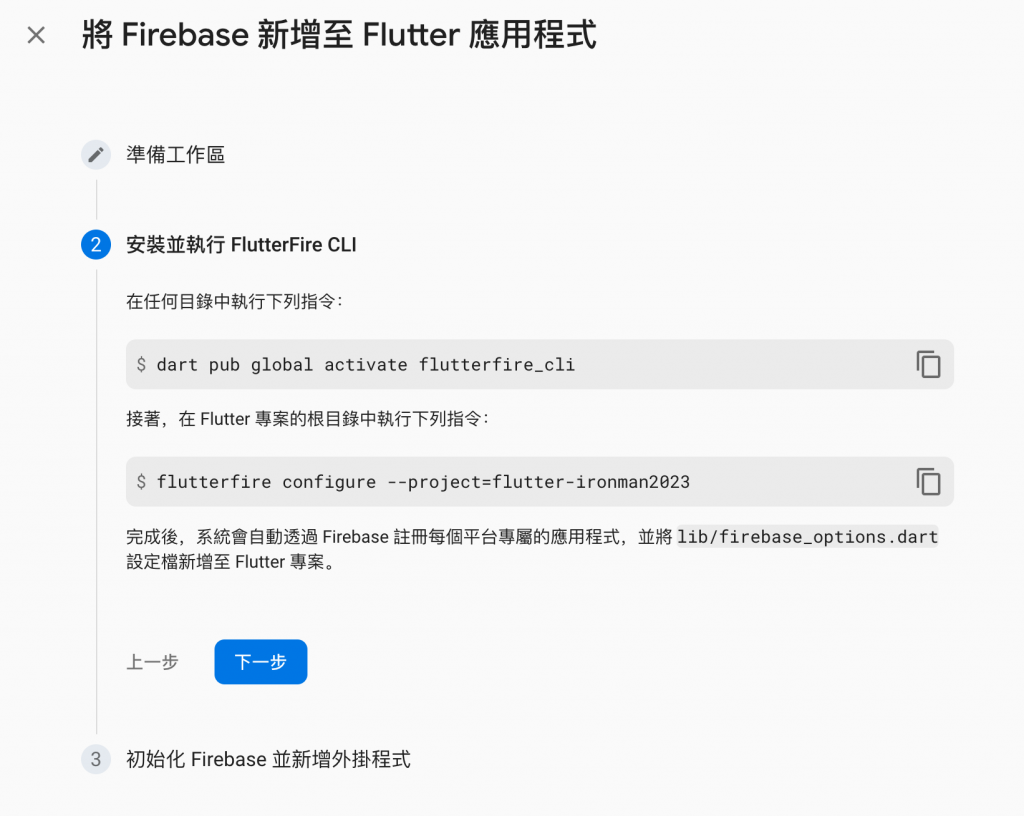 將 Firebase 新增至 Flutter 應用程式
準備工作區
2 安裝並執行 FlutterFire CLI
在任何目錄中執行下列指令：
$ dart pub global activate flutterfire_cli
接著，在 Flutter 專案的根目錄中執行下列指令：
$ flutterfire configure --project=flutter-ironman2023
完成後，系統會自動透過 Firebase 註冊每個平台專屬的應用程式，並將 lib/firebase_options.dart
設定檔新增至 Flutter 專案。
上一步 下一步
3 初始化 Firebase 並新增外掛程式